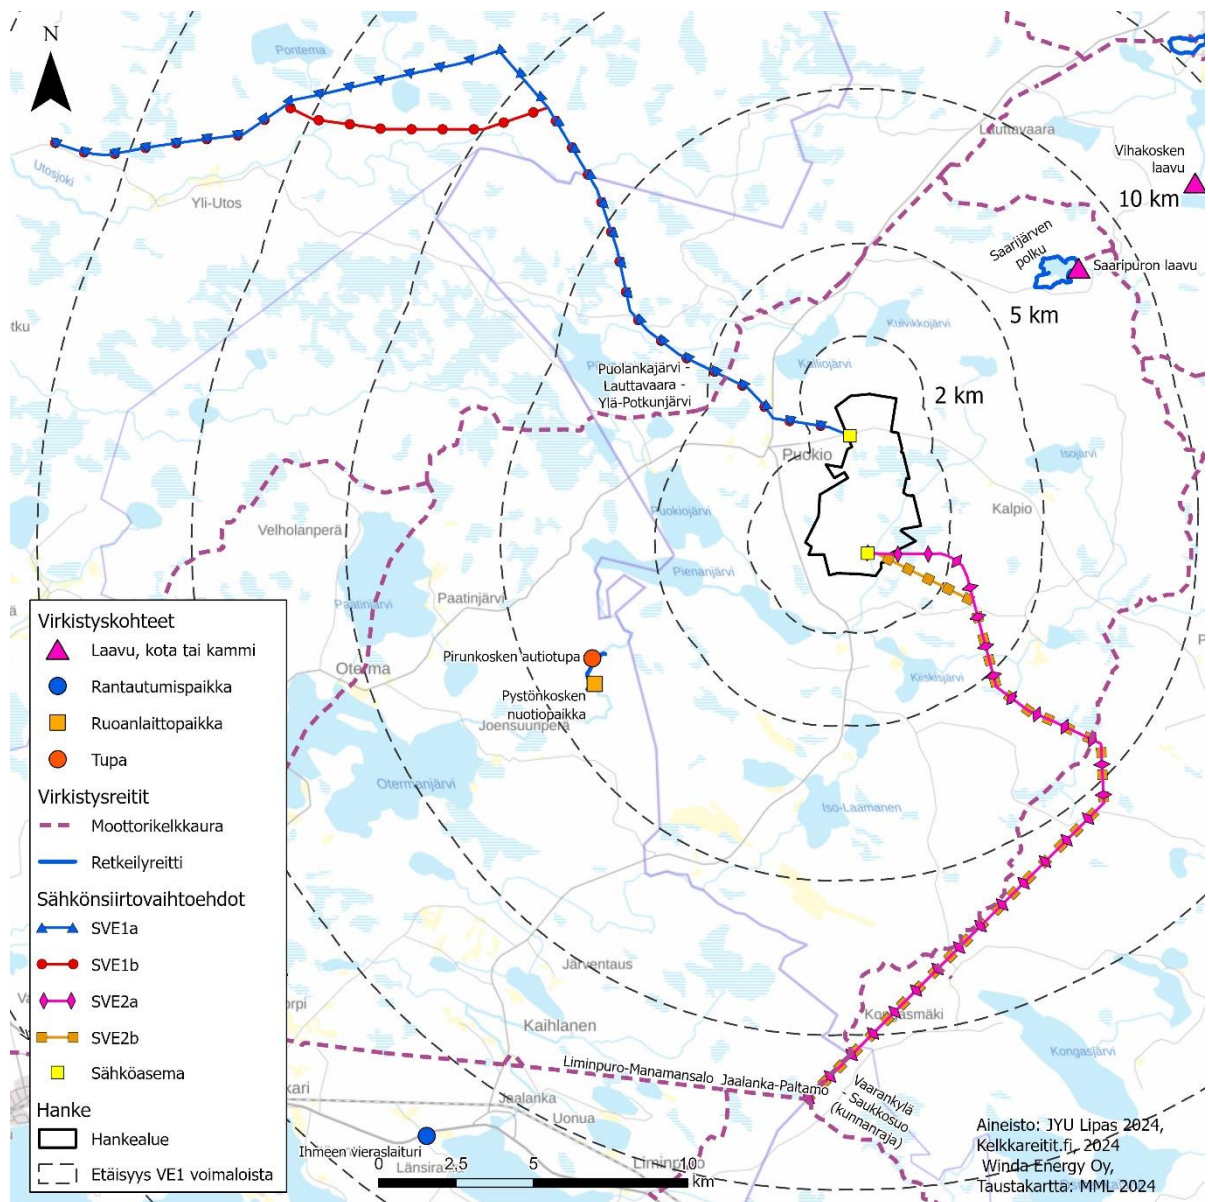 N
Pontema
Utosjoki
Yli-Utos
Lauttavaara
Vihakosken
laavu
10 km
Saarijärven
polku
Saaripuron laavu
5 km
Kuivikkojärvi
Kalliojärvi
Puolankajärvi -
Lauttavaara -
Ylä-Potkunjärvi
2 km
Puokio
Isojärvi
Velholanperä
Puokiojärvi
Kalpio
Pienanjärvi
Paatinjärvi
Paatinjärvi
Pirunkosken autiotupa
Oterma
Kiiskisjärvi
Pystönkosken
nuotiopaikka
Joensuunperä
Otermanjärvi
Iso-Laamanen
Järventaus
Kaihlanen
Kongasmäki
Kongasjärvi
Liminpuro-Manamansalo
Jaalanka-Paltamo
Vaarankylä
- Saukkosuo
(kunnanraja)
Jaalanka
Uonua
Ihmeen vieraslaituri
Liminpuro
Virkistyskohteet
Laavu, kota tai kammi
Rantautumispaikka
Ruoanlaittopaikka
Tupa
Virkistysreitit
Moottorikelkkaura
Retkeilyreitti
Sähkönsiirtovaihtoehdot
SVE1a
SVE1b
SVE2a
SVE2b
Sähköasema
Hanke
Hankealue
Etäisyys VE1 voimaloista
0 2,5 5 10
km
Aineisto: JYU Lipas 2024,
Kelkkareitit.fi, 2024
Winda Energy Oy,
Taustakartta: MML 2024